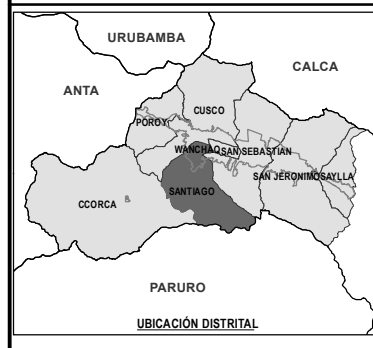 URUBAMBA
CALCA
ANTA
CUSCO
POROY
WANCHAQ
SAN SEBASTIAN
SAN JERONIMO
SAYLLA
SANTIAGO
CCORCA
PARURO
UBICACIÓN DISTRITAL